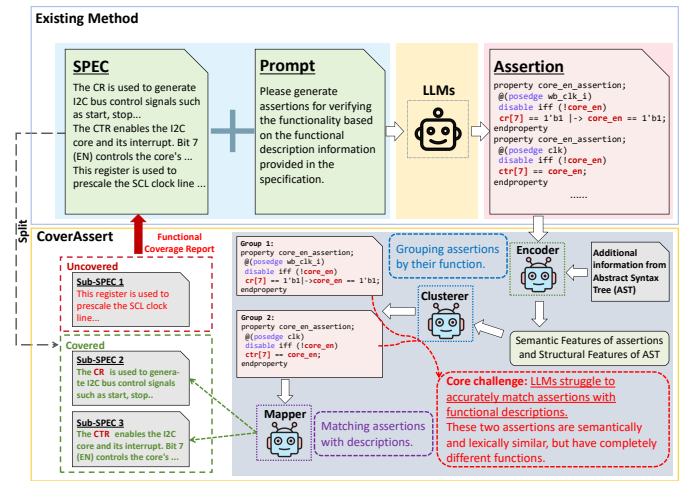 Existing Method
SPEC
The CR is used to generate
I2C bus control signals such
as start, stop...
The CTR enables the I2C
core and its interrupt. Bit 7
(EN) controls the core's ...
This register is used to
prescale the SCL clock line ...
Prompt
Please generate
assertions for verifying
the functionality based
on the functional
description information
provided in the
specification.
LLMs
Assertion
property core_en_assertion;
@(posedge wb_clk_i)
disable iff (!core_en)
cr[7] == 1'b1 |-> core_en == 1'b1;
endproperty
property core_en_assertion;
@(posedge clk)
disable iff (!core_en)
ctr[7] == core_en;
endproperty
......
Split
CoverAssert
Functional
Coverage Report
Uncovered
Sub-SPEC 1
This register is used to
prescale the SCL clock
line...
Covered
Sub-SPEC 2
The CR is used to genera-
te I2C bus control signals
such as start, stop..
Sub-SPEC 3
The CTR enables the I2C
core and its interrupt. Bit 7
(EN) controls the core's ...
Group 1:
property core_en_assertion;
@(posedge wb_clk_i)
disable iff (!core_en)
cr[7] == 1'b1|->core_en == 1'b1;
endproperty
Group 2:
property core_en_assertion;
@(posedge clk)
disable iff (!core_en)
ctr[7] == core_en;
endproperty
Grouping assertions
by their function.
Clusterer
Encoder
Additional
information from
Abstract Syntax
Tree (AST)
Semantic Features of assertions
and Structural Features of AST
Mapper
Matching assertions
with descriptions.
Core challenge: LLMs struggle to
accurately match assertions with
functional descriptions.
These two assertions are semantically
and lexically similar, but have completely
different functions.